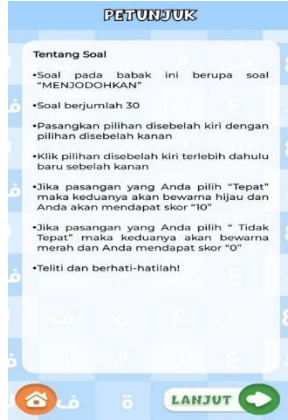 PETUNJUK
Tentang Soal
•Soal pada babak ini berupa soal
“MENJODOHKAN”
•Soal berjumlah 30
•Pasangkan pilihan disebelah kiri dengan
pilihan disebelah kanan
•Klik pilihan disebelah kiri terlebih dahulu
baru sebelah kanan
•Jika pasangan yang Anda pilih “Tepat”
maka keduanya akan bewarna hijau dan
Anda akan mendapat skor “10”
•Jika pasangan yang Anda pilih “ Tidak
Tepat” maka keduanya akan bewarna
merah dan Anda mendapat skor “0”
•Teliti dan berhati-hatilah!
LANJUT